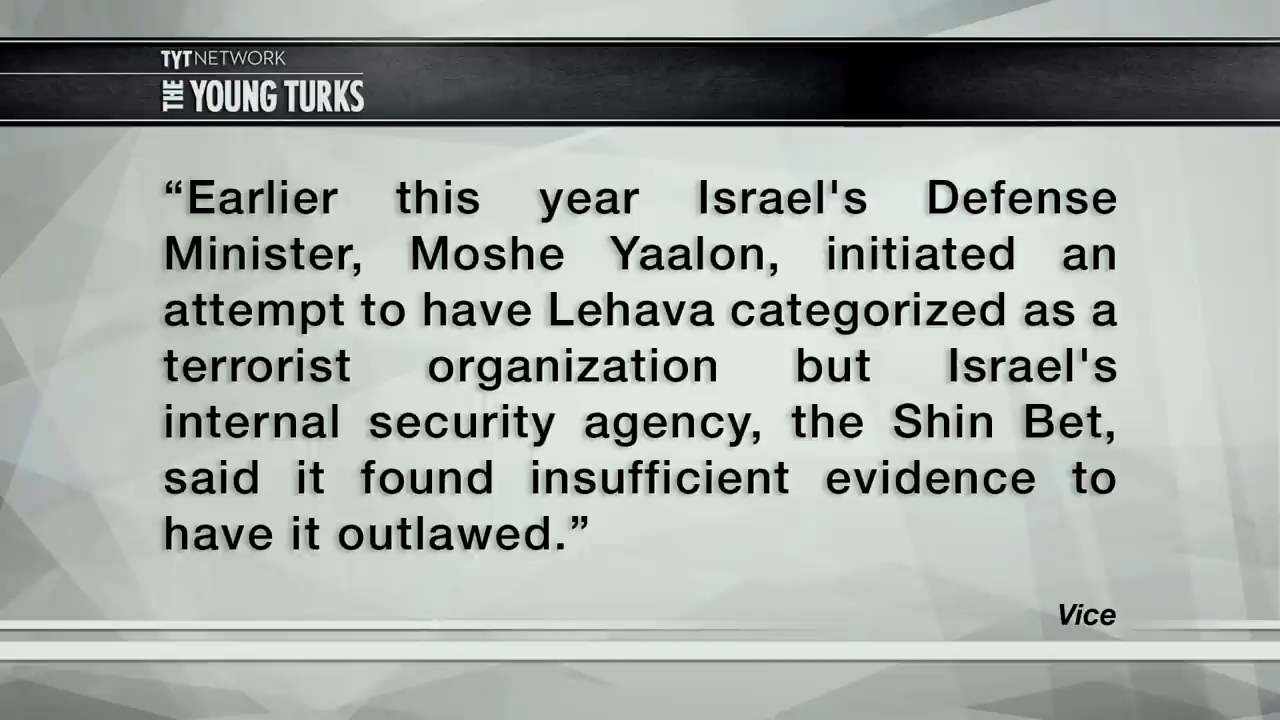 TYT NETWORK
THE YOUNG TURKS
“Earlier this year Israel's Defense
Minister, Moshe Yaalon, initiated an
attempt to have Lehava categorized as a
terrorist organization but Israel's
internal security agency, the Shin Bet,
said it found insufficient evidence to
have it outlawed.”
Vice